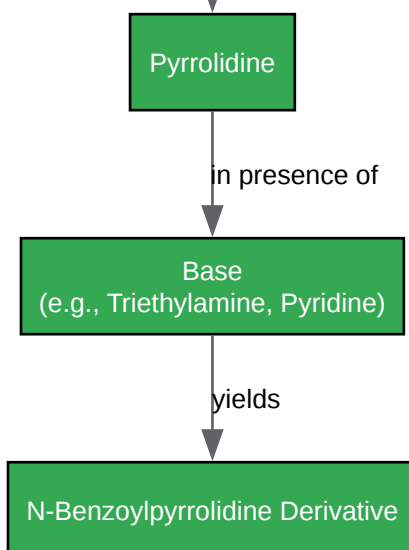 Pyrrolidine
in presence of
Base
(e.g., Triethylamine, Pyridine)
yields
N-Benzoylpyrrolidine Derivative